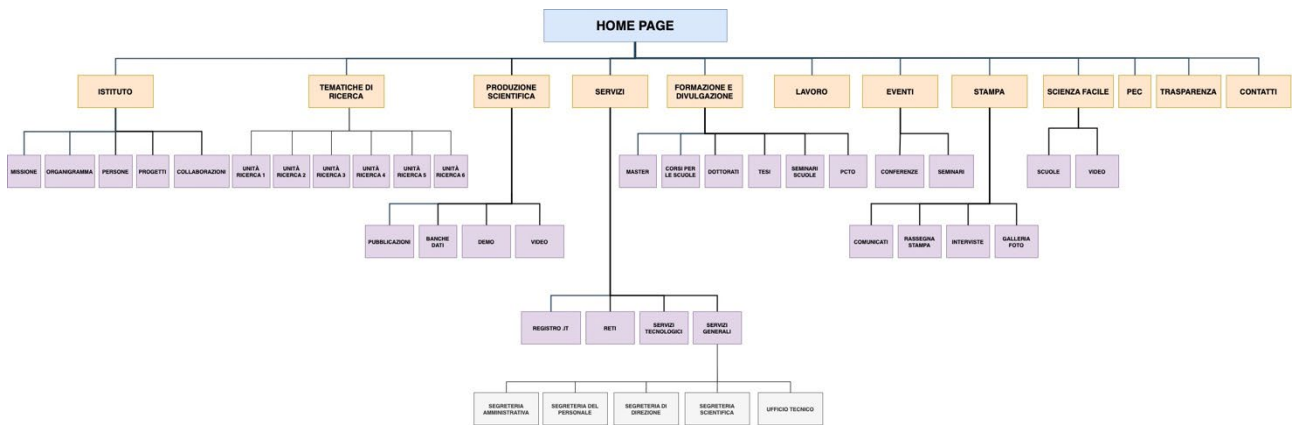 HOME PAGE
ISTITUTO
TEMATICHE DI
RICERCA
PRODUZIONE
SCIENTIFICA
SERVIZI
FORMAZIONE E
DIVULGAZIONE
LAVORO
EVENTI
STAMPA
SCIENZA FACILE
PEC
TRASPARENZA
CONTATTI
MISSIONE
ORGANIGRAMMA
PERSONE
PROGETTI
COLLABORAZIONI
UNITÀ
RICERCA 1
UNITÀ
RICERCA 2
UNITÀ
RICERCA 3
UNITÀ
RICERCA 4
UNITÀ
RICERCA 5
UNITÀ
RICERCA 6
MASTER
CORSI PER
LE SCUOLE
DOTTORATI
TESI
SEMINARI
SCUOLE
PCTO
CONFERENZE
SEMINARI
SCUOLE
VIDEO
PUBBLICAZIONI
BANCHE
DATI
DEMO
VIDEO
COMUNICATI
RASSEGNA
STAMPA
INTERVISTE
GALLERIA
FOTO
REGISTRO .IT
RETI
SERVIZI
TECNOLOGICI
SERVIZI
GENERALI
SEGRETERIA
AMMINISTRATIVA
SEGRETERIA DEL
PERSONALE
SEGRETERIA DI
DIREZIONE
SEGRETERIA
SCIENTIFICA
UFFICIO TECNICO